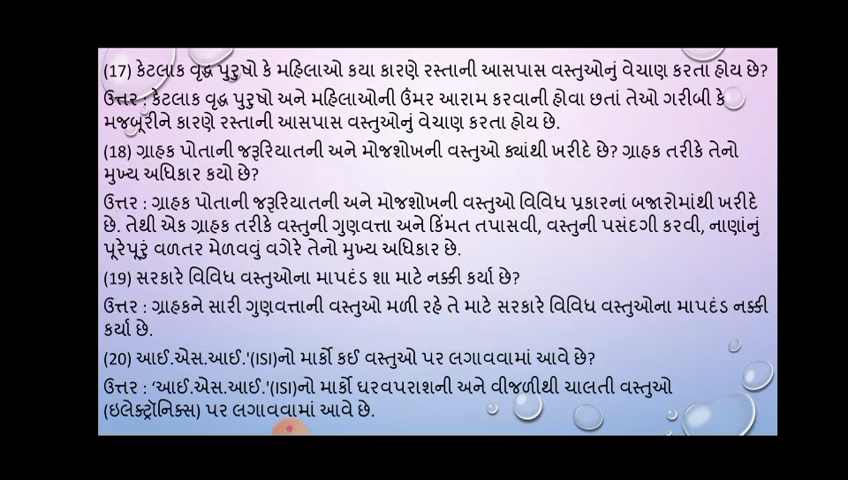 (17) કેટલાક વૃદ્ધ પુરુષો કે મહિલાઓ કયા કારણે રસ્તાની આસપાસ વસ્તુઓનું વેચાણ કરતા હોય છે?
ઉત્તર : કેટલાક વૃદ્ધ પુરુષો અને મહિલાઓની ઉંમર આરામ કરવાની હોવા છતાં તેઓ ગરીબી કે
મજબૂરીને કારણે રસ્તાની આસપાસ વસ્તુઓનું વેચાણ કરતા હોય છે.
(18) ગ્રાહક પોતાની જરૂરિયાતની અને મોજશોખની વસ્તુઓ ક્યાંથી ખરીદે છે? ગ્રાહક તરીકે તેનો
મુખ્ય અધિકાર કયો છે?
ઉત્તર : ગ્રાહક પોતાની જરૂરિયાતની અને મોજશોખની વસ્તુઓ વિવિધ પ્રકારનાં બજારોમાંથી ખરીદે
છે. તેથી એક ગ્રાહક તરીકે વસ્તુની ગુણવત્તા અને કિંમત તપાસવી, વસ્તુની પસંદગી કરવી, નાણાંનું
પૂરેપૂરું વળતર મેળવવું વગેરે તેનો મુખ્ય અધિકાર છે.
(19) સરકારે વિવિધ વસ્તુઓના માપદંડ શા માટે નક્કી કર્યા છે?
ઉત્તર : ગ્રાહકને સારી ગુણવત્તાની વસ્તુઓ મળી રહે તે માટે સરકારે વિવિધ વસ્તુઓના માપદંડ નક્કી
કર્યા છે.
(20) આઈ.એસ.આઈ.'(ISI)નો માર્કો કઈ વસ્તુઓ પર લગાવવામાં આવે છે?
ઉત્તર : ‘આઈ.એસ.આઈ.'(ISI)નો માર્કો ઘરવપરાશની અને વીજળીથી ચાલતી વસ્તુઓ
(ઇલેક્ટ્રૉનિક્સ) પર લગાવવામાં આવે છે.